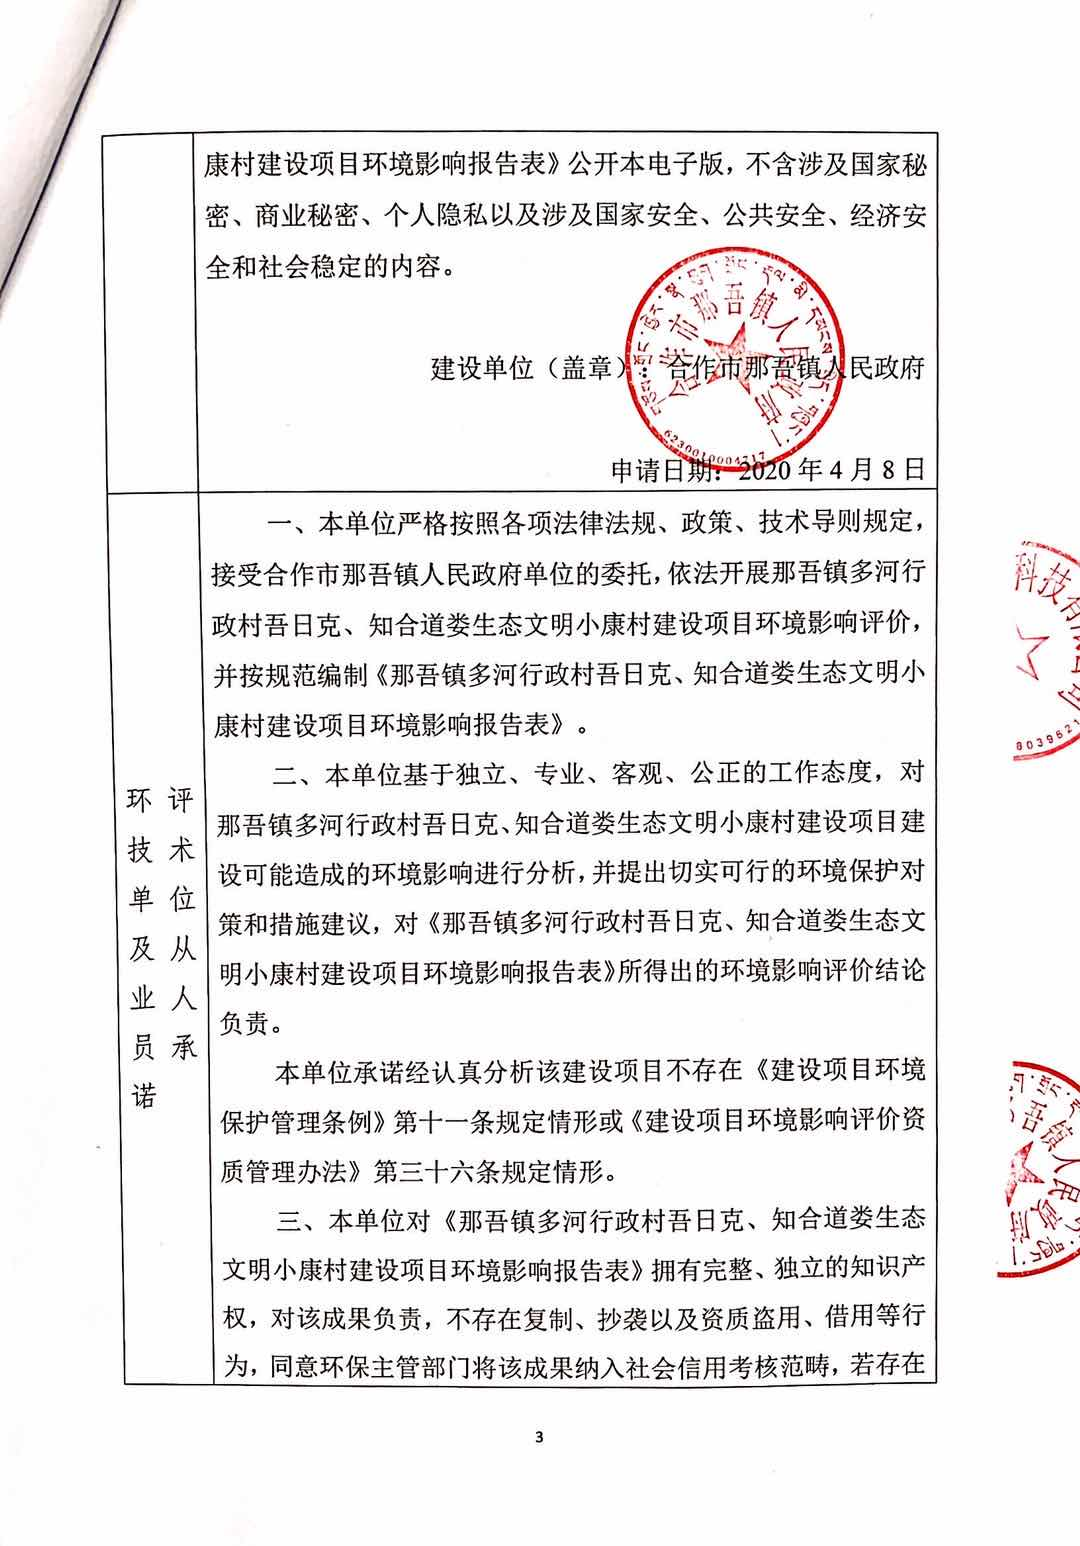 康村建设项目环境影响报告表》公开本电子版，不含涉及国家秘
密、商业秘密、个人隐私以及涉及国家安全、公共安全、经济安
全和社会稳定的内容。
建设单位（盖章）：合作市那吾镇人民政府
合作市那吾镇人民政府
6230010004717
申请日期：2020年4月8日
环评
技术
单位
及从
业人
员承
诺
一、本单位严格按照各项法律法规、政策、技术导则规定，
接受合作市那吾镇人民政府单位的委托，依法开展那吾镇多河行
政村吾日克、知合道娄生态文明小康村建设项目环境影响评价，
并按规范编制《那吾镇多河行政村吾日克、知合道娄生态文明小
康村建设项目环境影响报告表》。
二、本单位基于独立、专业、客观、公正的工作态度，对
那吾镇多河行政村吾日克、知合道娄生态文明小康村建设项目建
设可能造成的环境影响进行分析，并提出切实可行的环境保护对
策和措施建议，对《那吾镇多河行政村吾日克、知合道娄生态文
明小康村建设项目环境影响报告表》所得出的环境影响评价结论
负责。
本单位承诺经认真分析该建设项目不存在《建设项目环境
保护管理条例》第十一条规定情形或《建设项目环境影响评价资
质管理办法》第三十六条规定情形。
三、本单位对《那吾镇多河行政村吾日克、知合道娄生态
文明小康村建设项目环境影响报告表》拥有完整、独立的知识产
权，对该成果负责，不存在复制、抄袭以及资质盗用、借用等行
为，同意环保主管部门将该成果纳入社会信用考核范畴，若存在
科技有限公司
8039621
吾镇人民政府
3